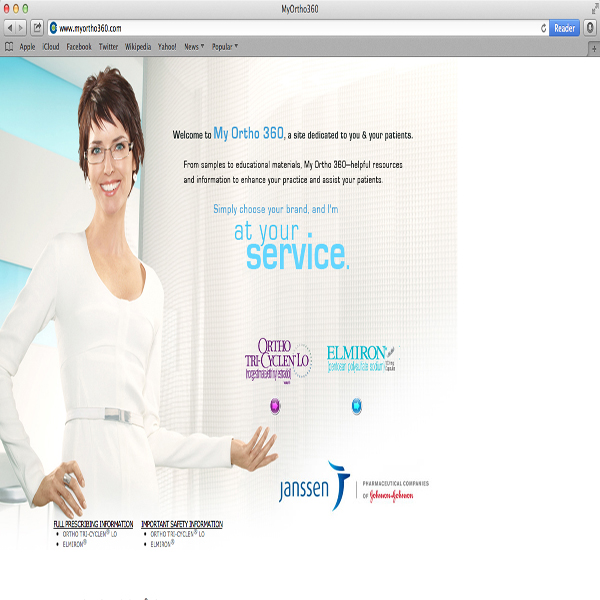 MyOrtho360
www.myortho360.com
Reader
Apple iCloud Facebook Twitter Wikipedia Yahoo! News Popular
Welcome to My Ortho 360, a site dedicated to you & your patients.
From samples to educational materials, My Ortho 360—helpful resources
and information to enhance your practice and assist your patients.
Simply choose your brand, and I'm
at your
service.
ORTHO
TRI-CYCLEN® LO
(norgestimate/ethinyl estradiol)
ELMIRON®
(pentosan polysulfate sodium)
janssen
PHARMACEUTICAL COMPANIES
OF Johnson & Johnson
FULL PRESCRIBING INFORMATION
• ORTHO TRI-CYCLEN® LO
• ELMIRON®
IMPORTANT SAFETY INFORMATION
• ORTHO TRI-CYCLEN® LO
• ELMIRON®